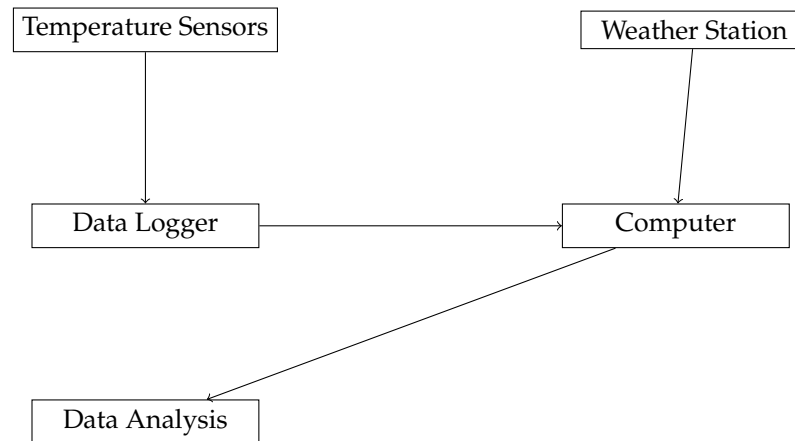 Temperature Sensors
Weather Station
Data Logger
Computer
Data Analysis